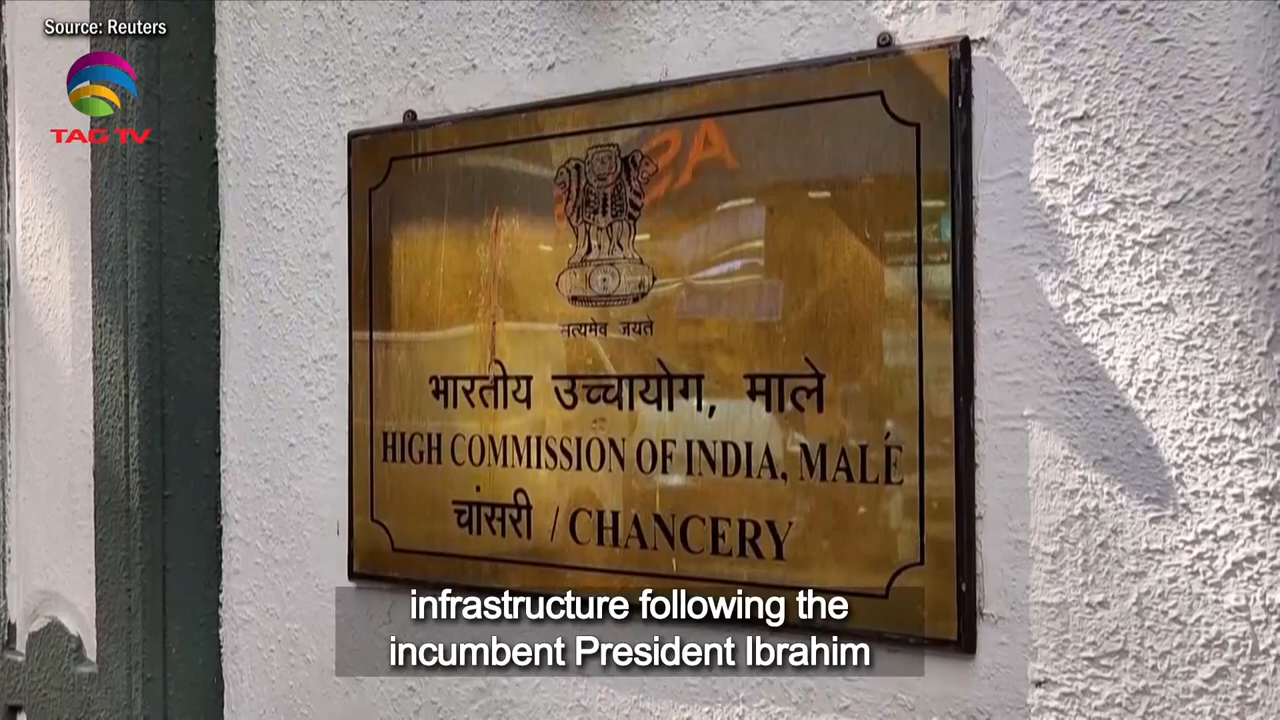 Source: Reuters
TAG TV
सत्यमेव जयते
भारतीय उच्चायोग, माले
HIGH COMMISSION OF INDIA, MALÉ
चांसरी / CHANCERY
infrastructure following the
incumbent President Ibrahim